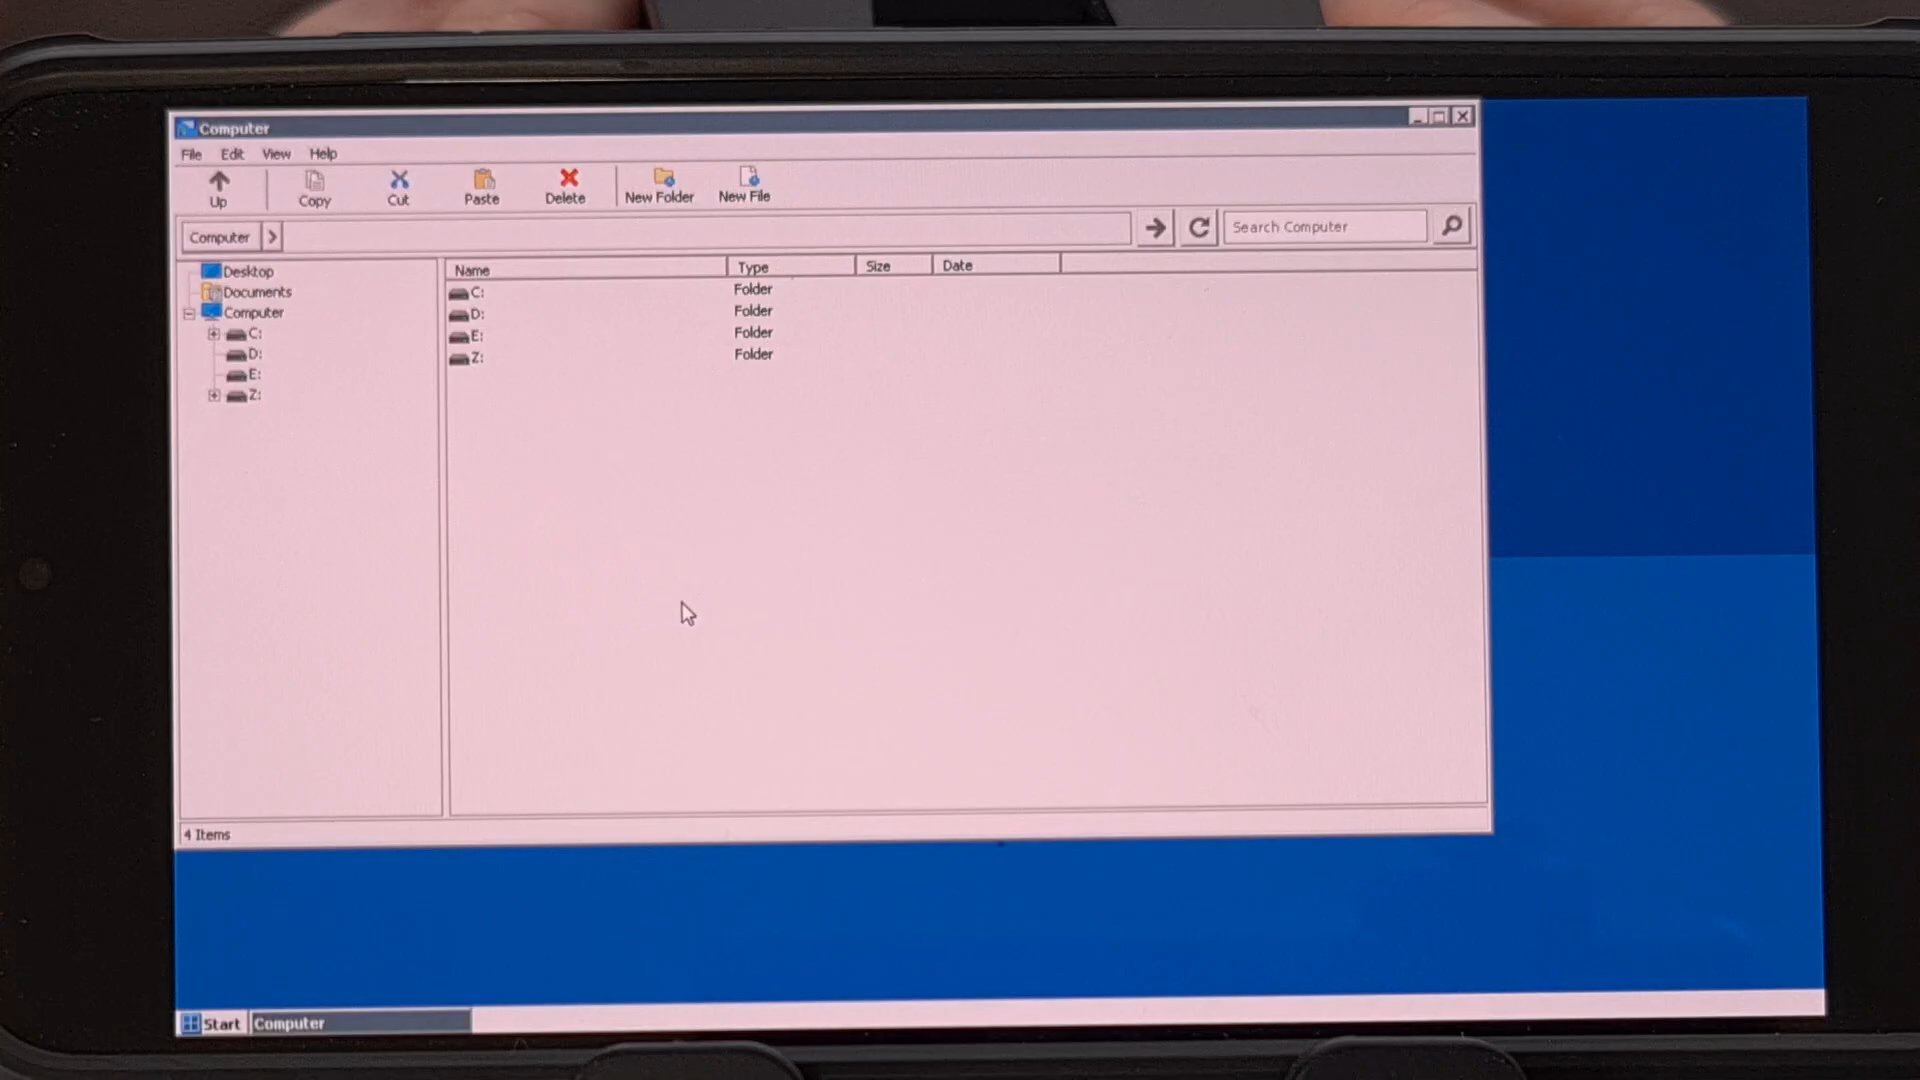 Computer
File Edit View Help
Up Copy Cut Paste Delete New Folder New File
Computer Search Computer
Desktop
Documents
Computer
C:
D:
E:
Z:
Name Type Size Date
C: Folder
D: Folder
E: Folder
Z: Folder
4 Items
Start Computer